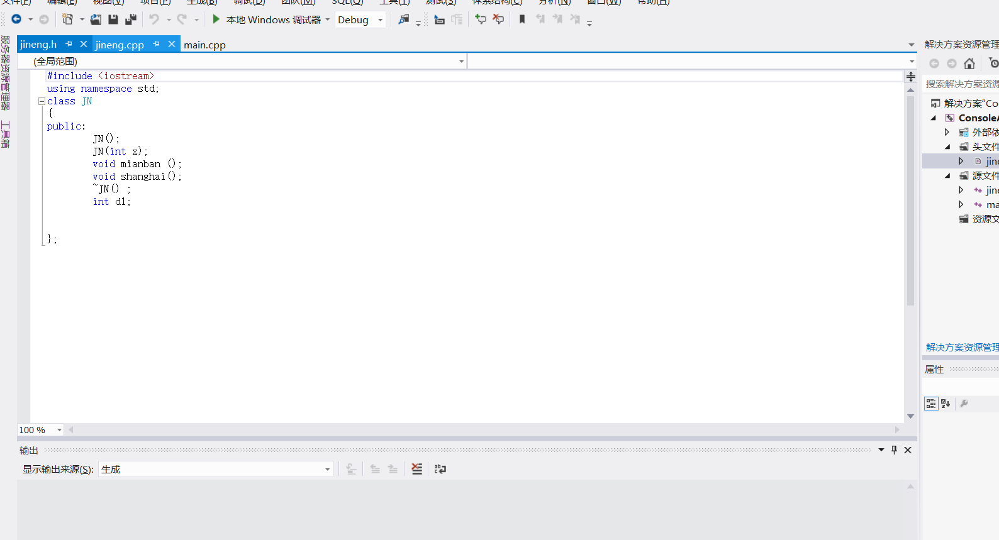 文件(F) 编辑(E) 视图(V) 项目(P) 生成(B) 调试(D) 团队(M) SQL(Q) 工具(T) 测试(S) 体系结构(C) 分析(N) 窗口(W) 帮助(H)
本地 Windows 调试器 Debug
服务器资源管理器
工具箱
jineng.h jineng.cpp main.cpp
(全局范围)
#include <iostream>
using namespace std;
class JN
{
public:
JN();
JN(int x);
void mianban ();
void shanghai();
~JN() ;
int dl;
};
100 %
输出
显示输出来源(S): 生成
解决方案资源管理
搜索解决方案资源
解决方案"Co
ConsoleA
外部依
头文件
jine
源文件
jine
ma
资源文
解决方案资源管理
属性